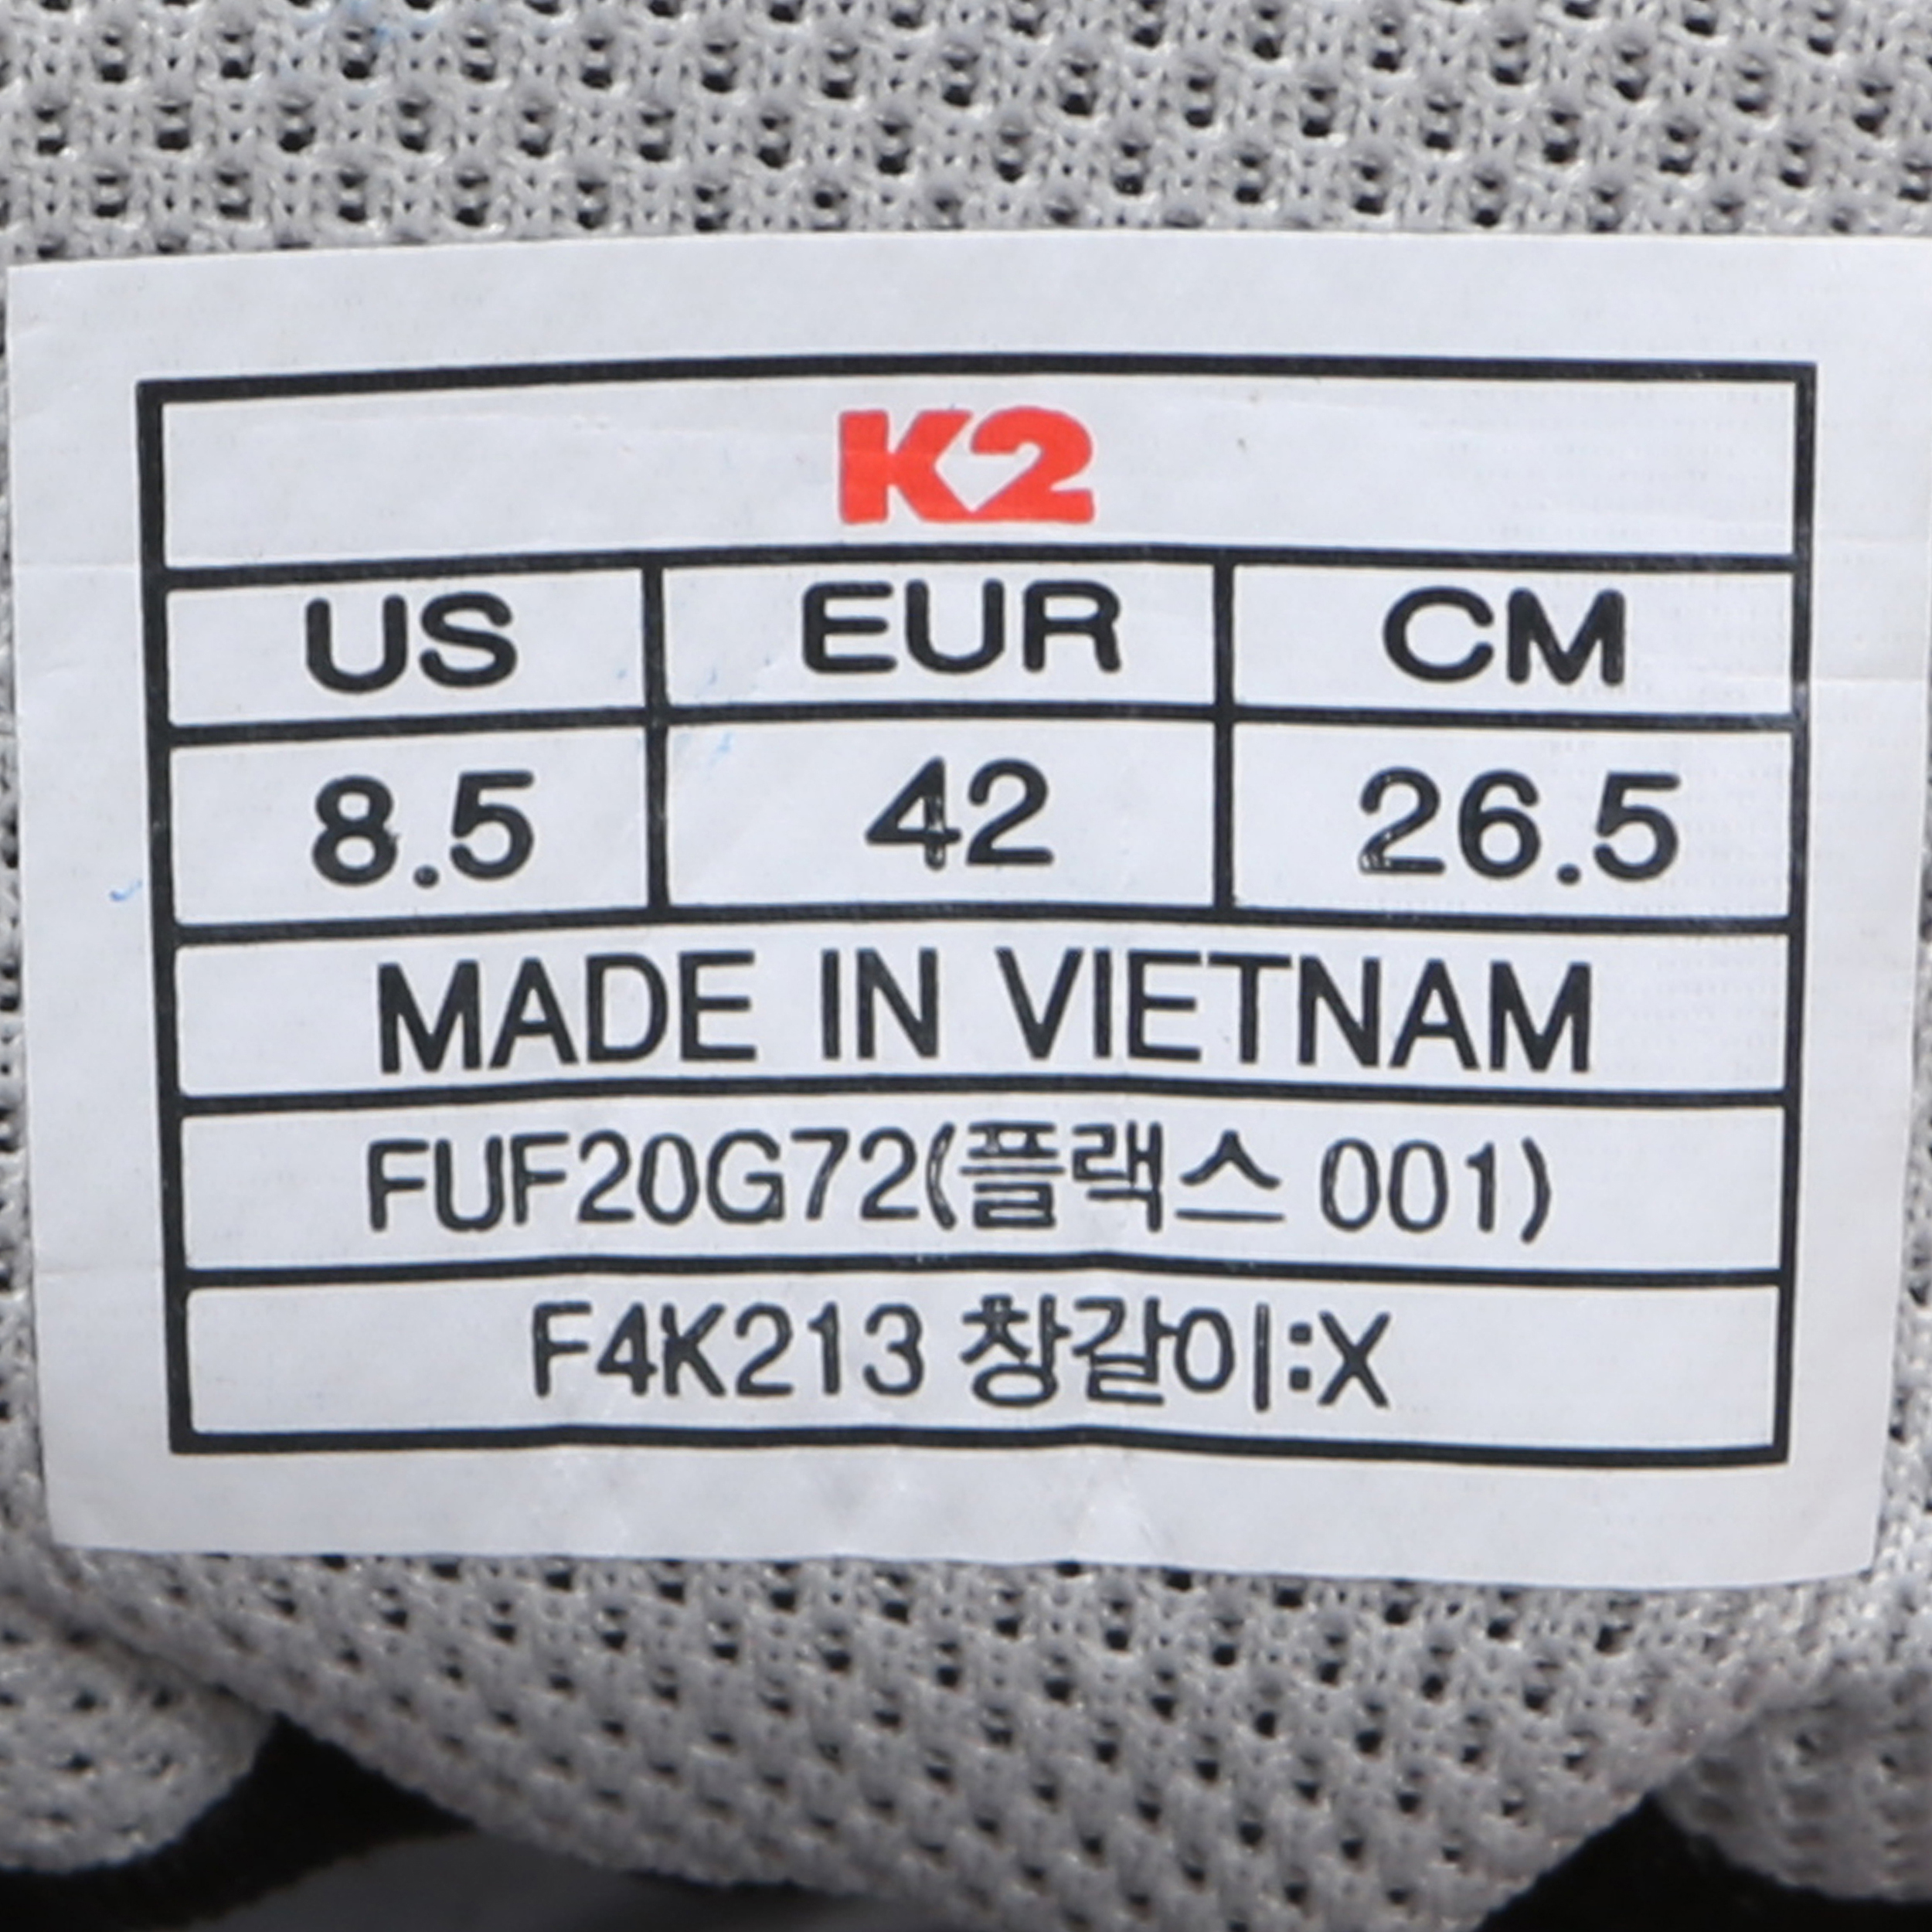 K2
US EUR CM
8.5 42 26.5
MADE IN VIETNAM
FUF20G72(플랙스 001)
F4K213 창갈이:X